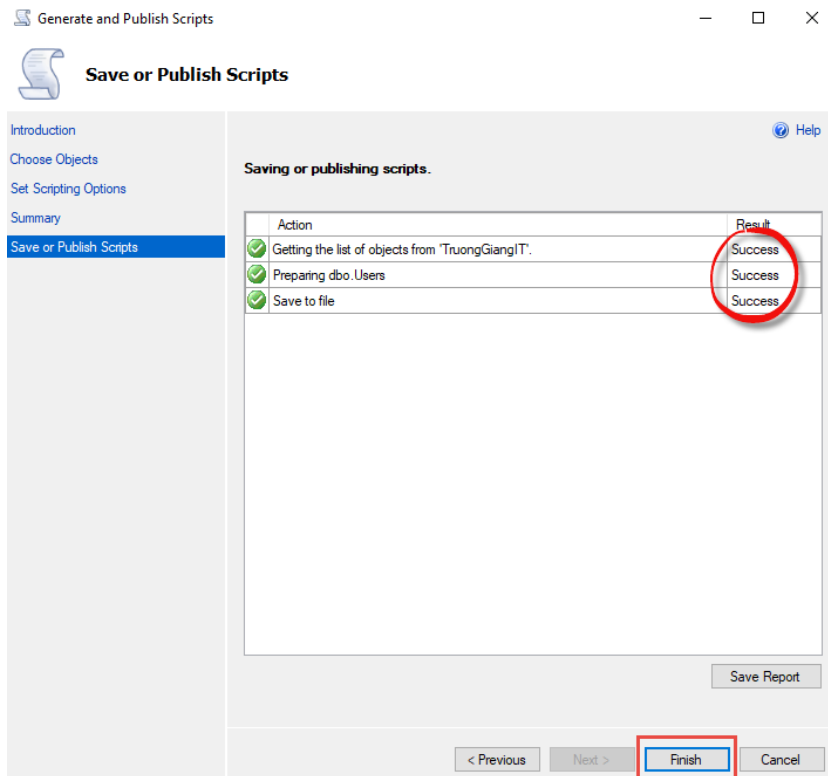 Generate and Publish Scripts
Save or Publish Scripts
Help
Introduction
Choose Objects
Set Scripting Options
Summary
Save or Publish Scripts
Saving or publishing scripts.
Action Result
Getting the list of objects from 'TruongGiangIT'. Success
Preparing dbo.Users Success
Save to file Success
Save Report
< Previous Next > Finish Cancel